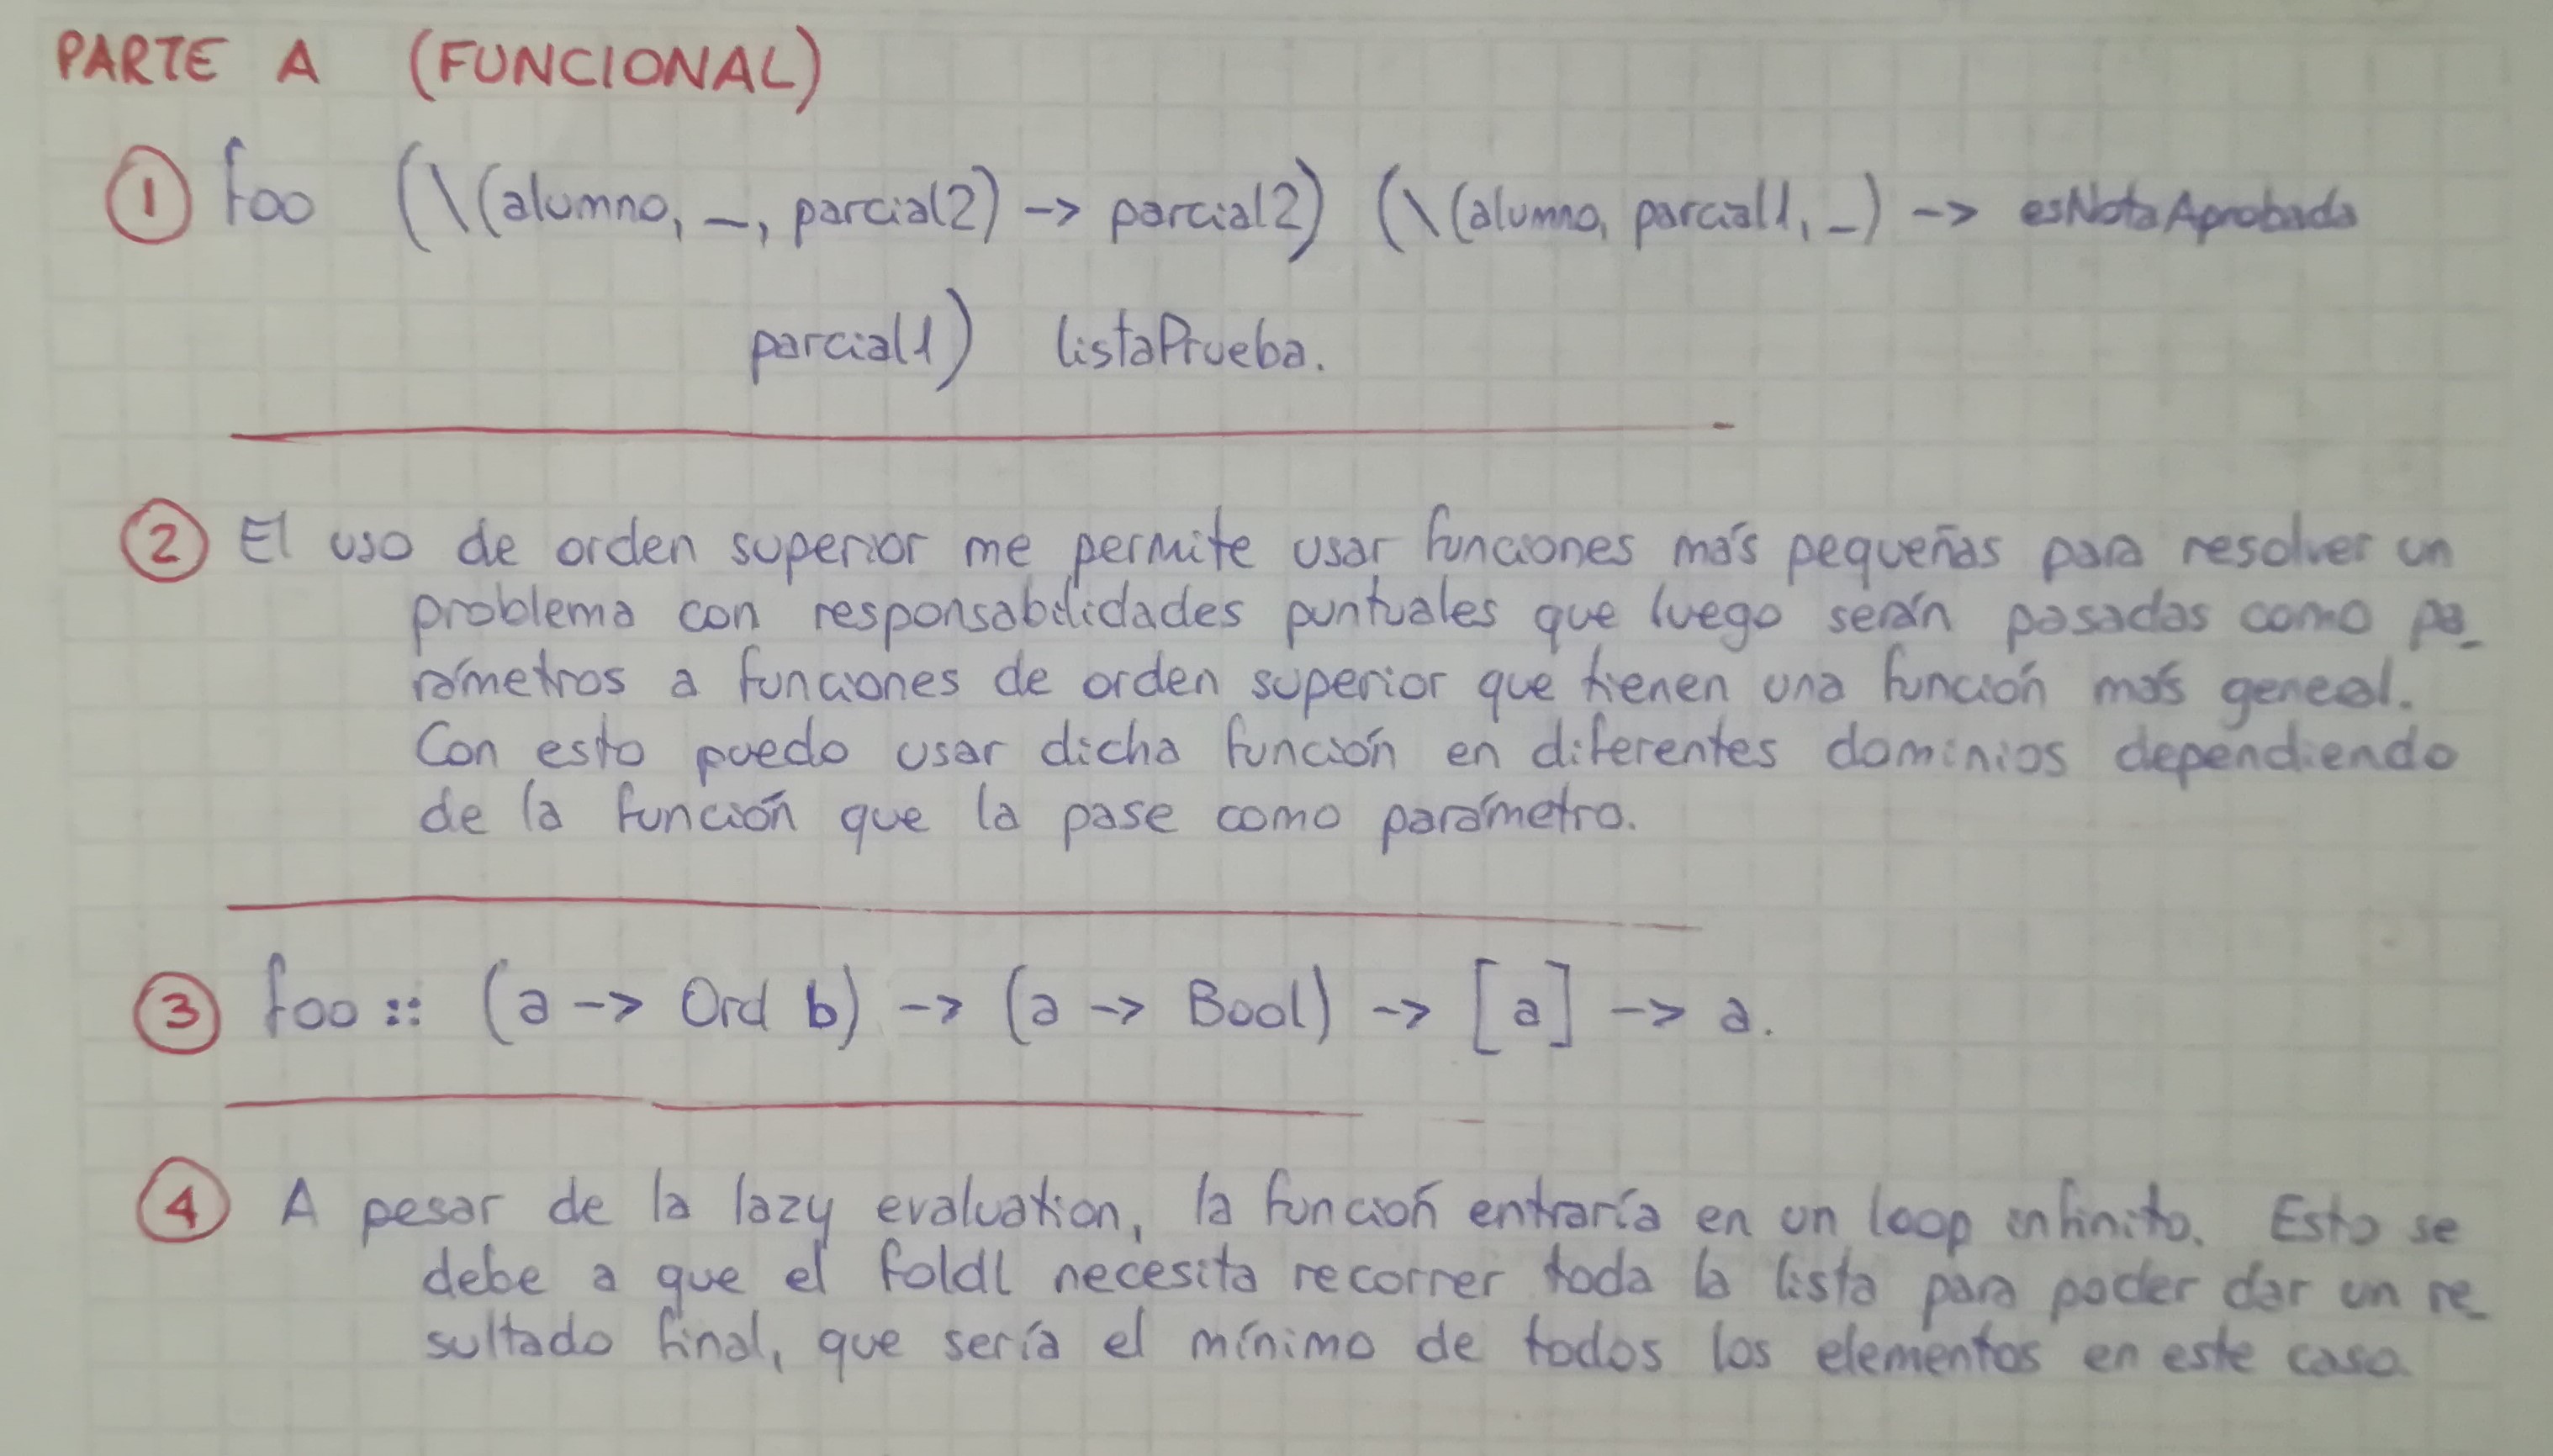 PARTE A (FUNCIONAL)
① foo (\(alumno, _, parcial2) -> parcial2) (\(alumno, parcial1, _) -> esNotaAprobada
parcial1) listaPrueba.
② El uso de orden superior me permite usar funciones más pequeñas para resolver un
problema con responsabilidades puntuales que luego serán pasadas como pa_
rámetros a funciones de orden superior que tienen una función más general.
Con esto puedo usar dicha función en diferentes dominios dependiendo
de la función que la pase como parámetro.
③ foo :: (a -> Ord b) -> (a -> Bool) -> [a] -> a.
④ A pesar de la lazy evaluation, la función entraría en un loop infinito. Esto se
debe a que el foldl necesita recorrer toda la lista para poder dar un re_
sultado final, que sería el mínimo de todos los elementos en este caso.